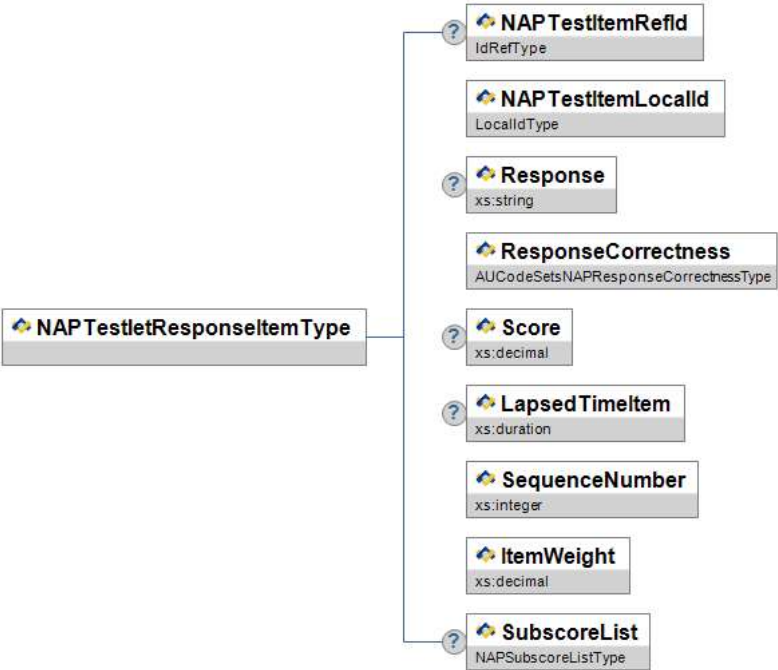 ?
NAPTestItemRefId
IdRefType
NAPTestItemLocalId
LocalIdType
?
Response
xs:string
ResponseCorrectness
AUCodeSetsNAPResponseCorrectnessType
NAPTestletResponseItemType
?
Score
xs:decimal
?
LapsedTimeItem
xs:duration
SequenceNumber
xs:integer
ItemWeight
xs:decimal
?
SubscoreList
NAPSubscoreListType